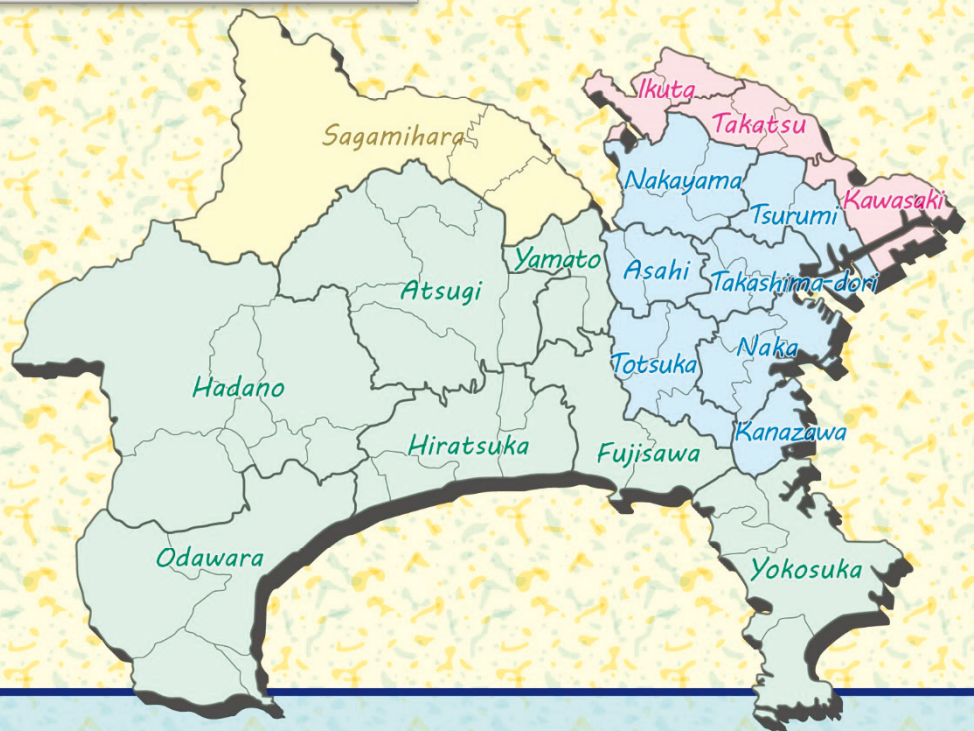 Ikuta
Takatsu
Sagamihara
Nakayama
Kawasaki
Tsurumi
Yamato
Asahi
Takashima-dori
Atsugi
Naka
Totsuka
Hadano
Kanazawa
Hiratsuka
Fujisawa
Odawara
Yokosuka